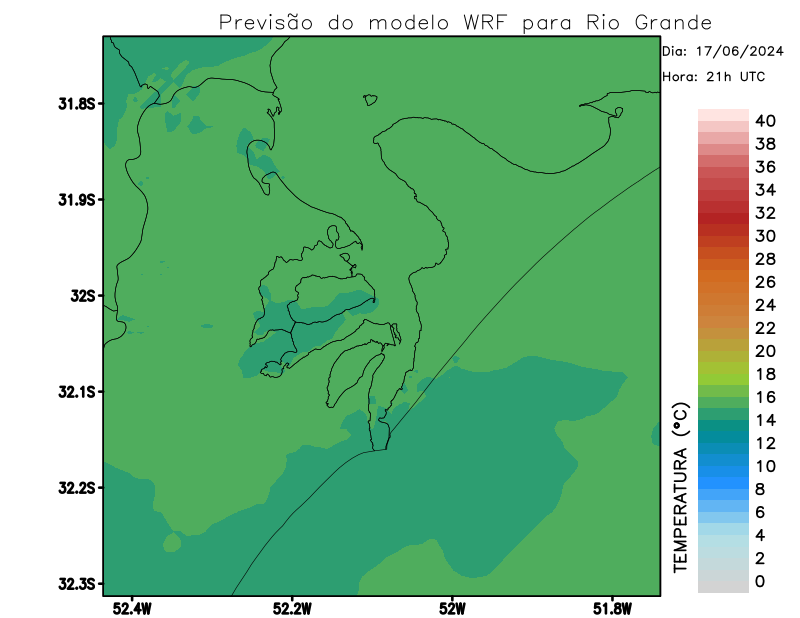 Previsão do modelo WRF para Rio Grande
Dia: 17/06/2024
Hora: 21h UTC
31.8S
31.9S
32S
32.1S
32.2S
32.3S
52.4W
52.2W
52W
51.8W
TEMPERATURA (°C)
40
38
36
34
32
30
28
26
24
22
20
18
16
14
12
10
8
6
4
2
0